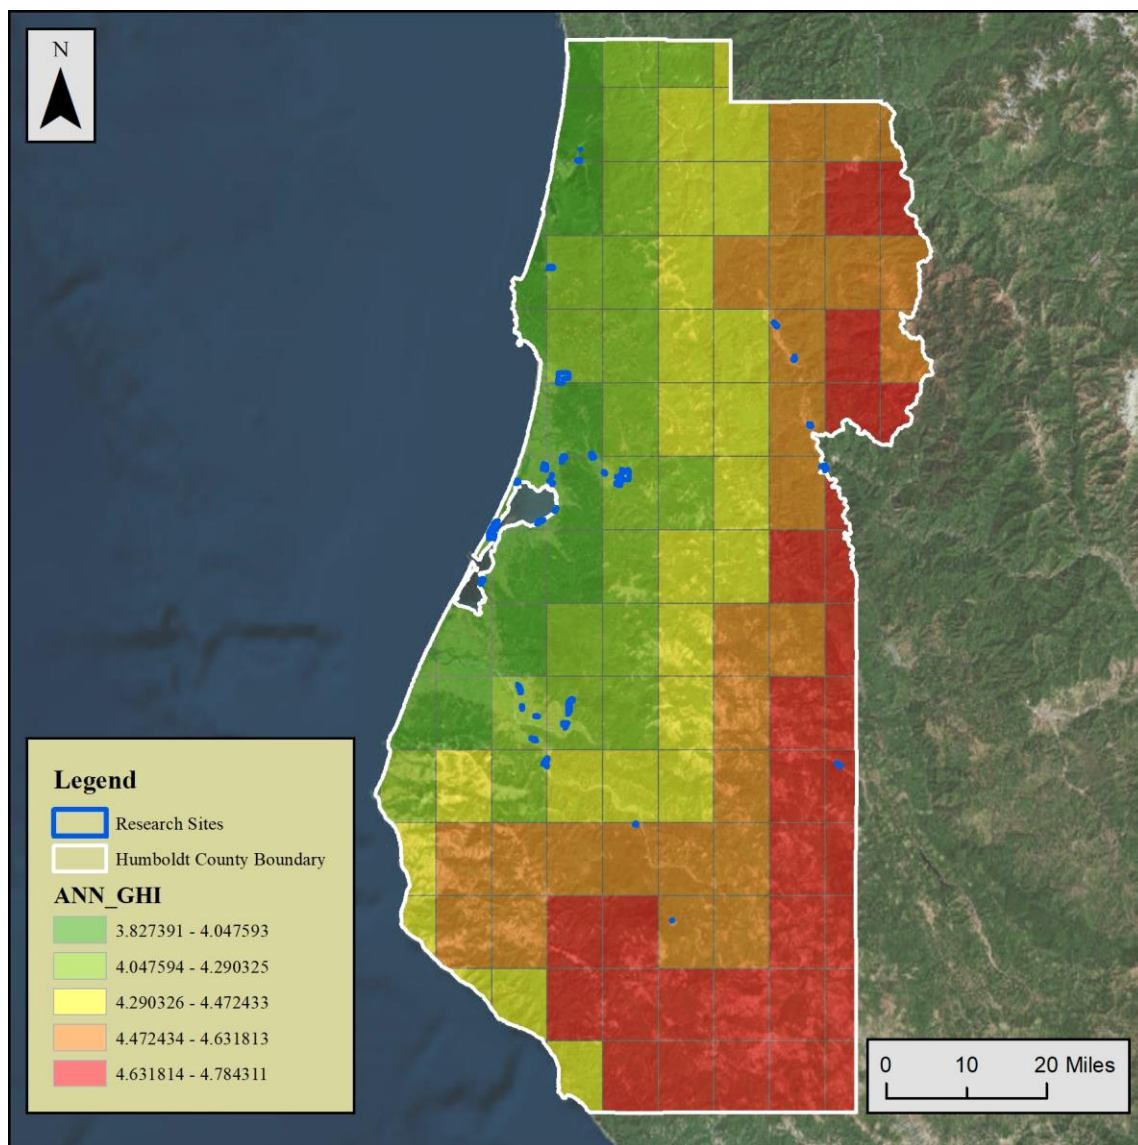 N
Legend
Research Sites
Humboldt County Boundary
ANN_GHI
3.827391 - 4.047593
4.047594 - 4.290325
4.290326 - 4.472433
4.472434 - 4.631813
4.631814 - 4.784311
0 10 20 Miles